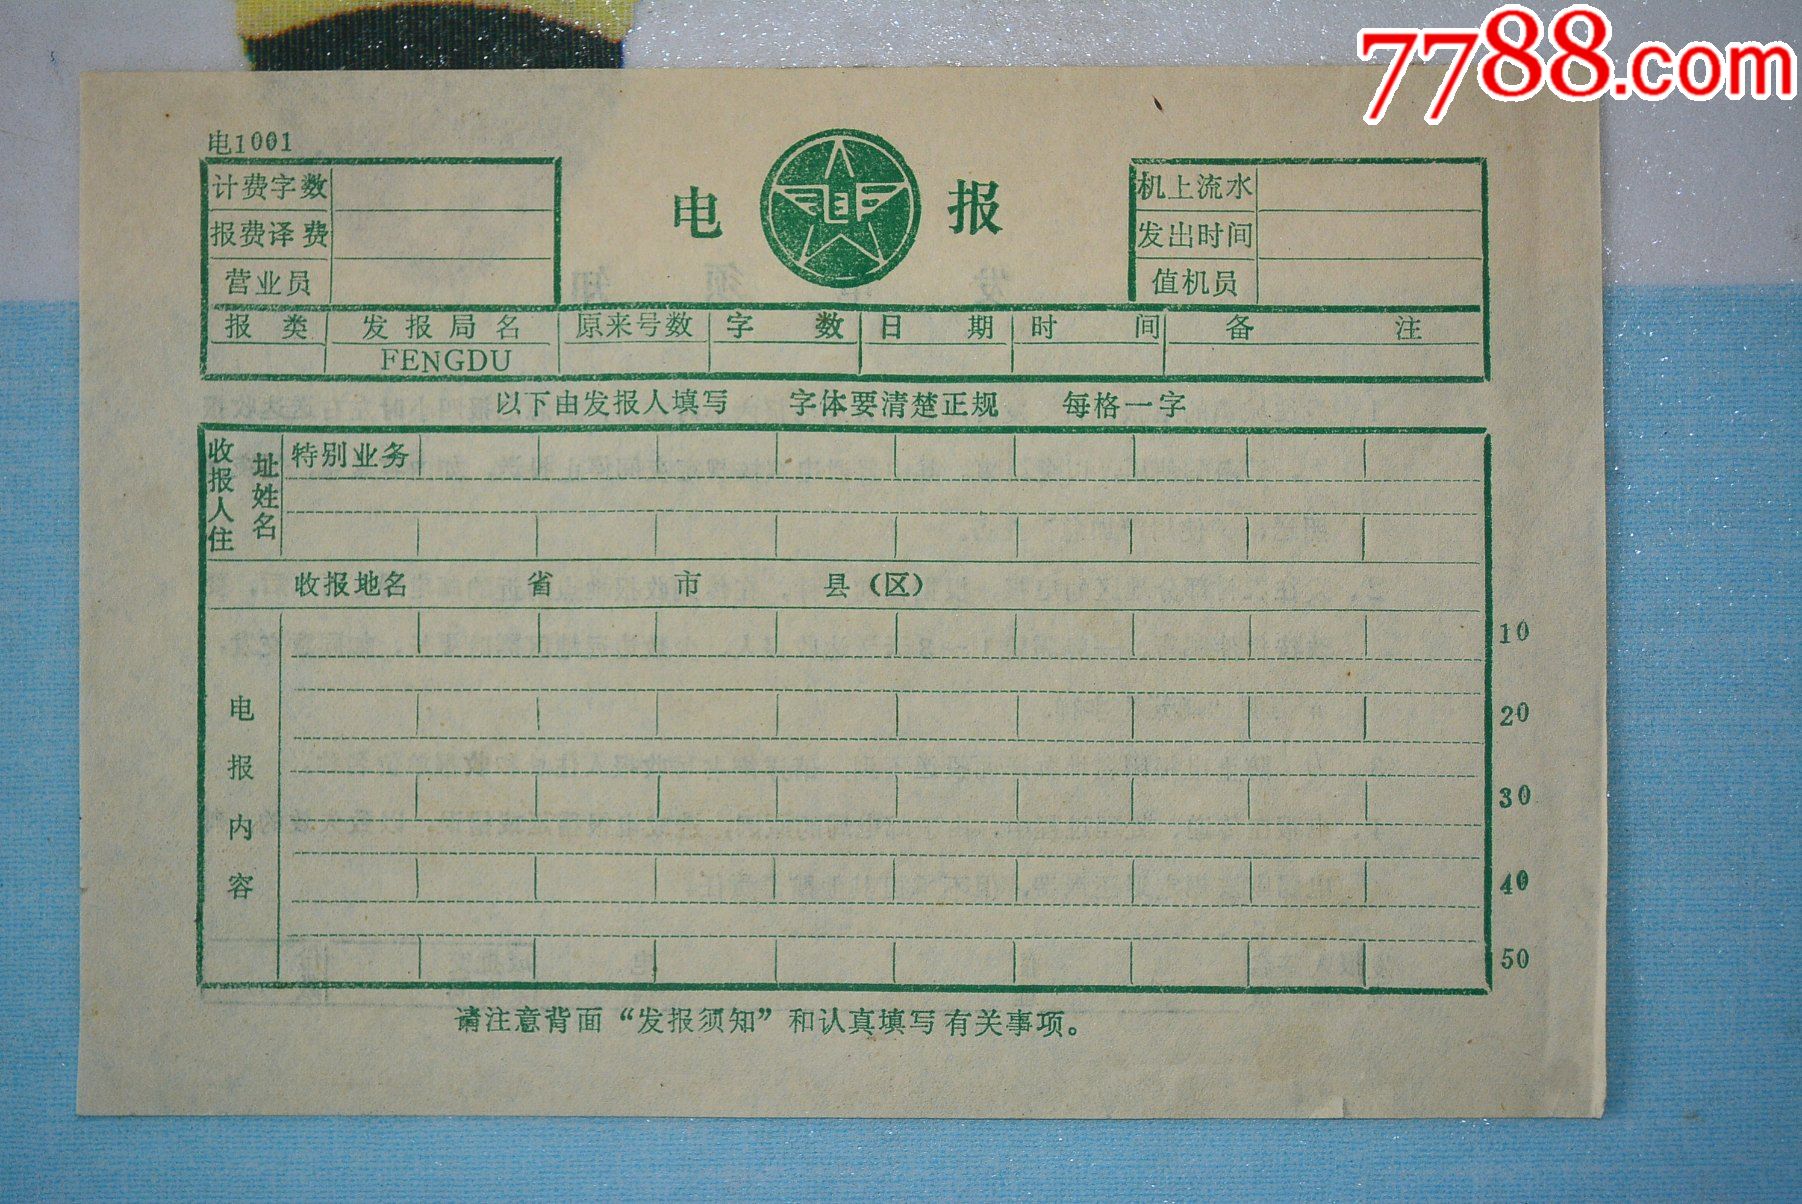 7788.com
电1001
计费字数
报费译费
营业员
电 报
机上流水
发出时间
值机员
报类 发报局名 原来号数 字数 日期 时间 备注
FENGDU
以下由发报人填写 字体要清楚正规 每格一字
收报人住址姓名
特别业务
收报地名 省 市 县(区)
电报内容
10
20
30
40
50
请注意背面“发报须知”和认真填写有关事项。